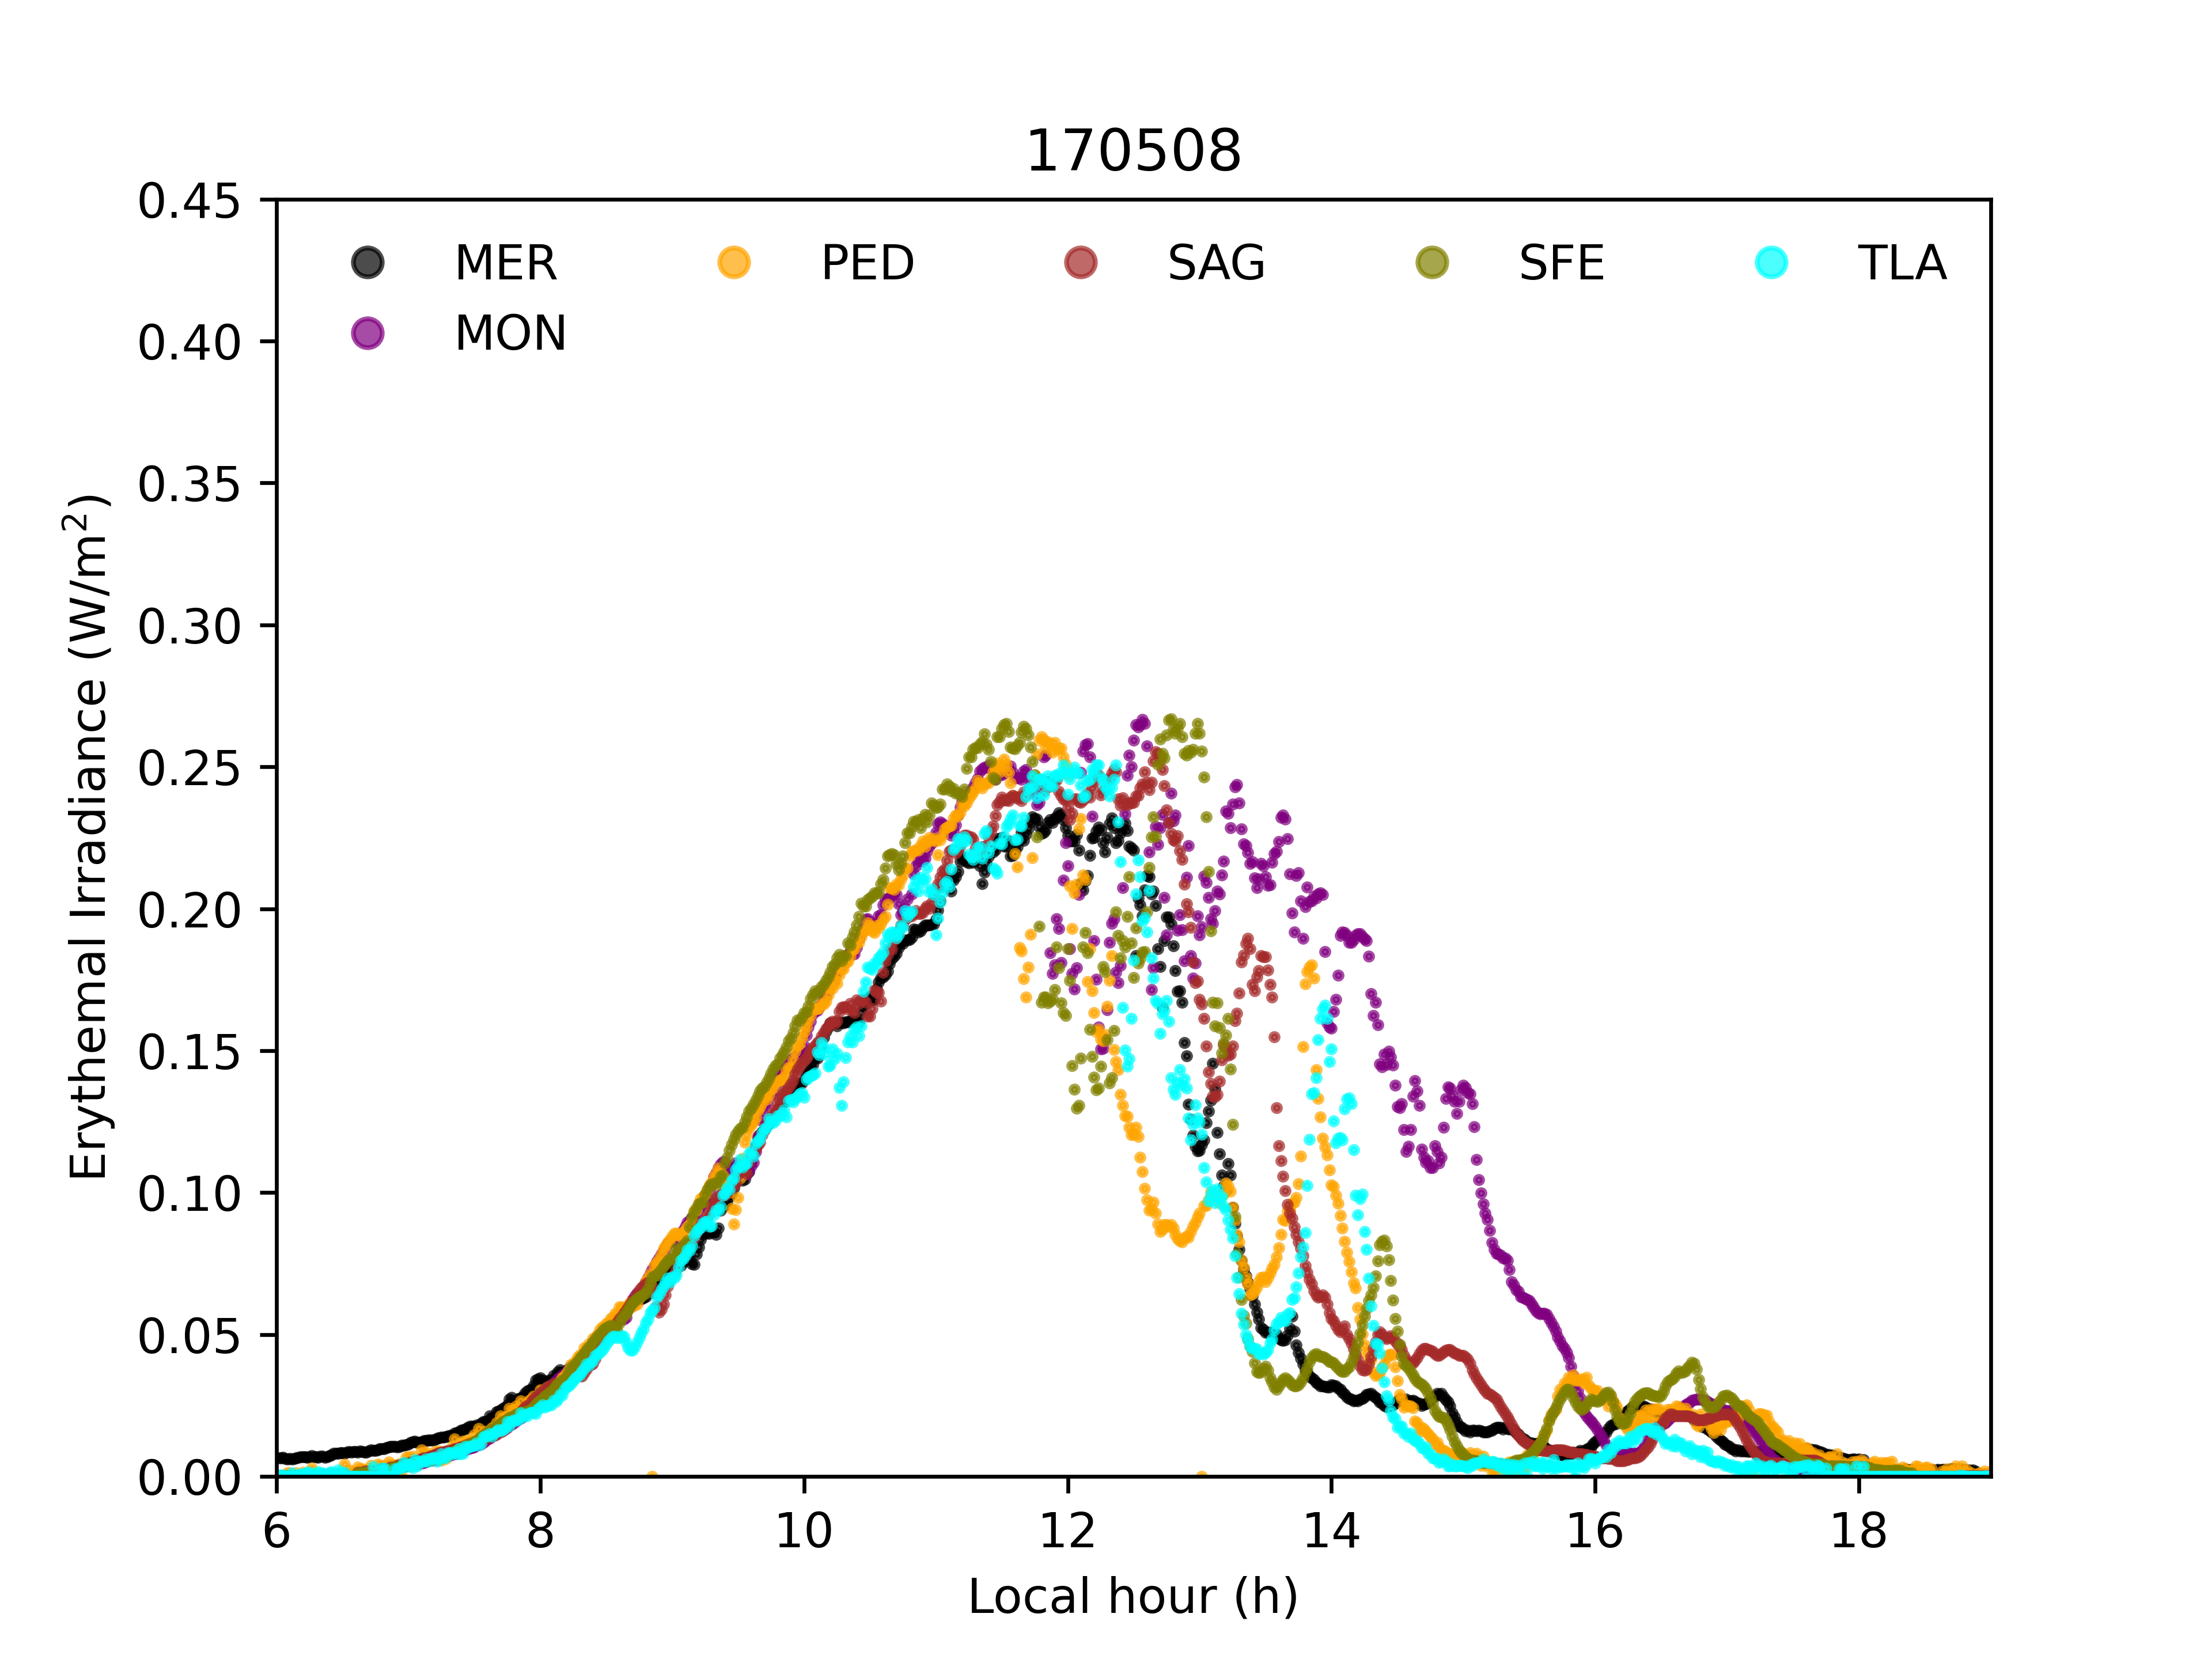 170508
0.45
0.40
0.35
0.30
0.25
0.20
0.15
0.10
0.05
0.00
Erythemal Irradiance (W/m²)
MER PED SAG SFE TLA
MON
6 8 10 12 14 16 18
Local hour (h)